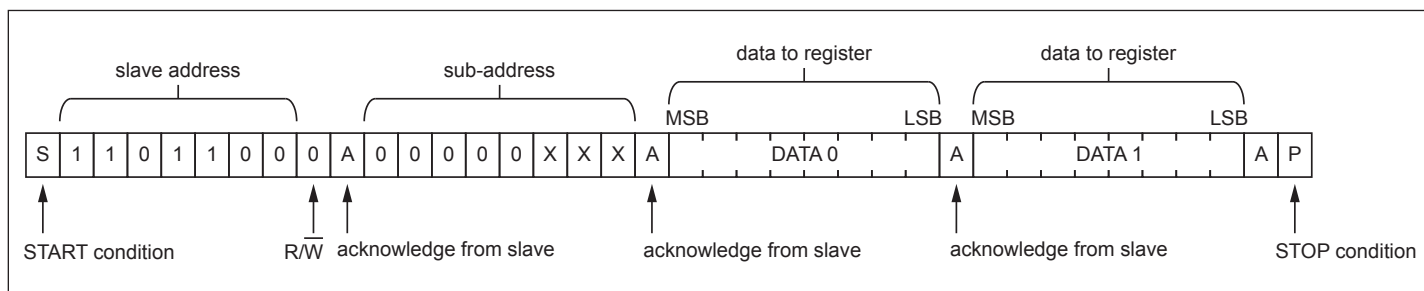 data to register data to register
slave address sub-address
MSB LSB MSB LSB
S 1 1 0 1 1 0 0 0 A 0 0 0 0 0 X X X A DATA 0 A DATA 1 A P
START condition R/W̅ acknowledge from slave acknowledge from slave acknowledge from slave STOP condition